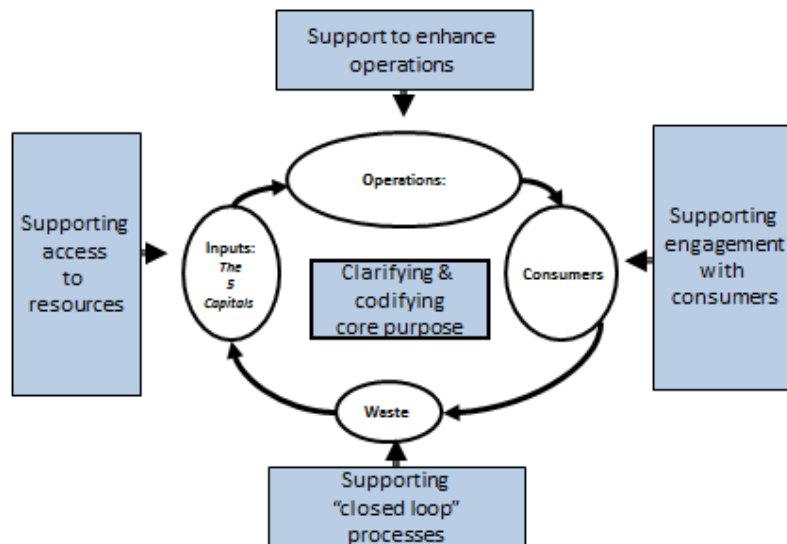 Support to enhance
operations
Operations:
Supporting
access
to
resources
Inputs:
The
5
Capitals
Clarifying &
codifying
core purpose
Consumers
Supporting
engagement
with
consumers
Waste
Supporting
“closed loop”
processes